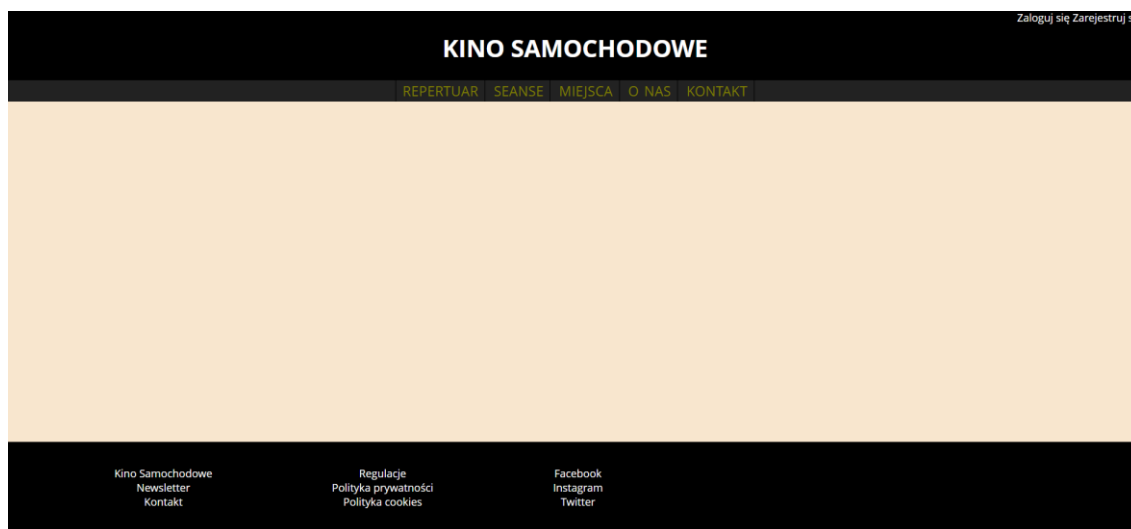 Zaloguj się Zarejestruj s
KINO SAMOCHODOWE
REPERTUAR SEANSE MIEJSCA O NAS KONTAKT
Kino Samochodowe
Newsletter
Kontakt
Regulacje
Polityka prywatności
Polityka cookies
Facebook
Instagram
Twitter